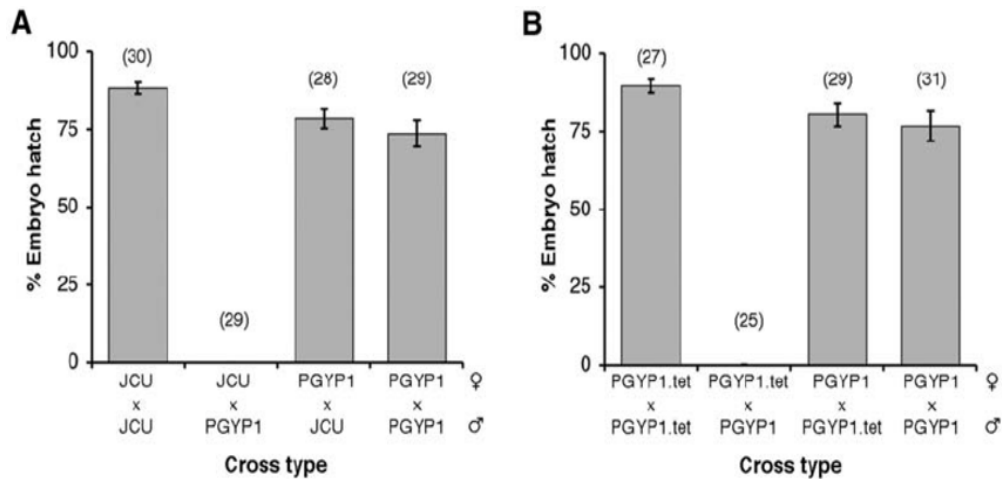 A
100
75
50
25
0
% Embryo hatch
(30)
(29)
(28)
(29)
JCU JCU PGYP1 PGYP1 ♀
x x x x
JCU PGYP1 JCU PGYP1 ♂
Cross type
B
100
75
50
25
0
% Embryo hatch
(27)
(25)
(29)
(31)
PGYP1.tet PGYP1.tet PGYP1 PGYP1 ♀
x x x x
PGYP1.tet PGYP1 PGYP1.tet PGYP1 ♂
Cross type